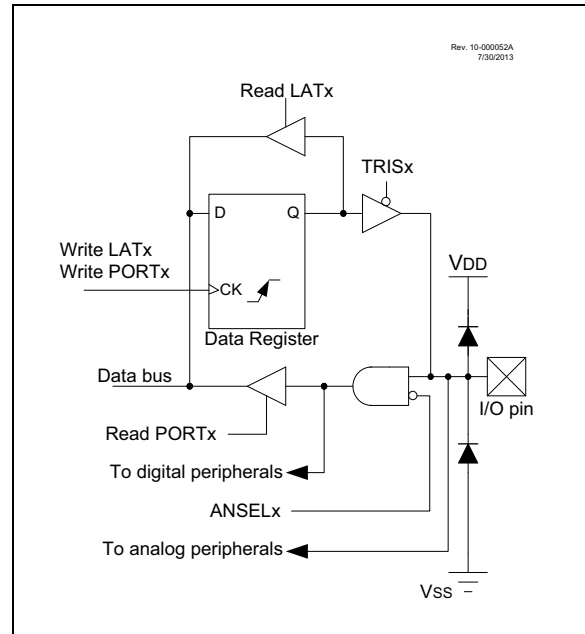 Rev. 10-000052A
7/30/2013
Read LATx
TRISx
D
Q
Write LATx
Write PORTx
CK
VDD
Data Register
Data bus
I/O pin
Read PORTx
To digital peripherals
ANSELx
To analog peripherals
VSS